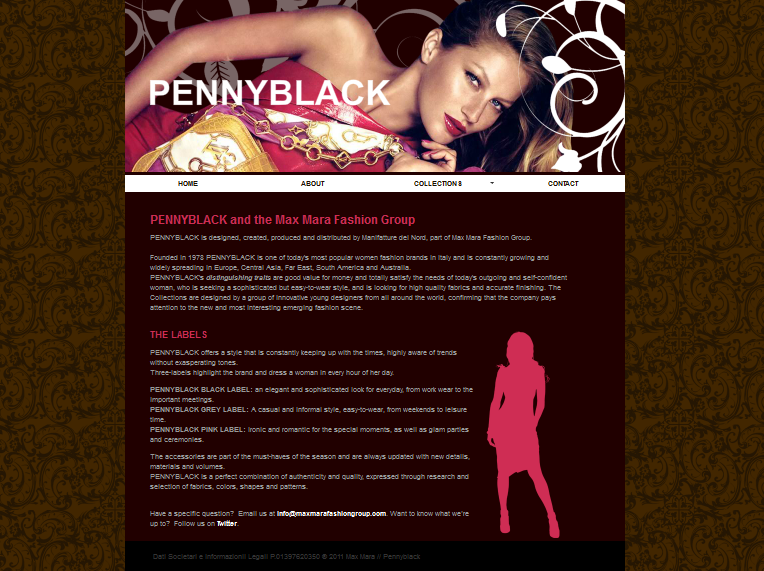 PENNYBLACK
HOME
ABOUT
COLLECTIONS
CONTACT
PENNYBLACK and the Max Mara Fashion Group
PENNYBLACK is designed, created, produced and distributed by Manifatture del Nord, part of Max Mara Fashion Group.
Founded in 1978 PENNYBLACK is one of today's most popular women fashion brands in Italy and is constantly growing and
widely spreading in Europe, Central Asia, Far East, South America and Australia.
PENNYBLACK's distinguishing traits are good value for money and totally satisfy the needs of today's outgoing and self-confident
woman, who is seeking a sophisticated but easy-to-wear style, and is looking for high quality fabrics and accurate finishing. The
Collections are designed by a group of innovative young designers from all around the world, confirming that the company pays
attention to the new and most interesting emerging fashion scene.
THE LABELS
PENNYBLACK offers a style that is constantly keeping up with the times, highly aware of trends
without exasperating tones.
Three-labels highlight the brand and dress a woman in every hour of her day.
PENNYBLACK BLACK LABEL: an elegant and sophisticated look for everyday, from work wear to the
important meetings.
PENNYBLACK GREY LABEL: A casual and informal style, easy-to-wear, from weekends to leisure
time.
PENNYBLACK PINK LABEL: ironic and romantic for the special moments, as well as glam parties
and ceremonies.
The accessories are part of the must-haves of the season and are always updated with new details,
materials and volumes.
PENNYBLACK is a perfect combination of authenticity and quality, expressed through research and
selection of fabrics, colors, shapes and patterns.
Have a specific question? Email us at info@maxmarafashiongroup.com. Want to know what we're
up to? Follow us on Twitter.
Dati Societari e Informazionli Legali P.01397620350 ® 2011 Max Mara // Pennyblack